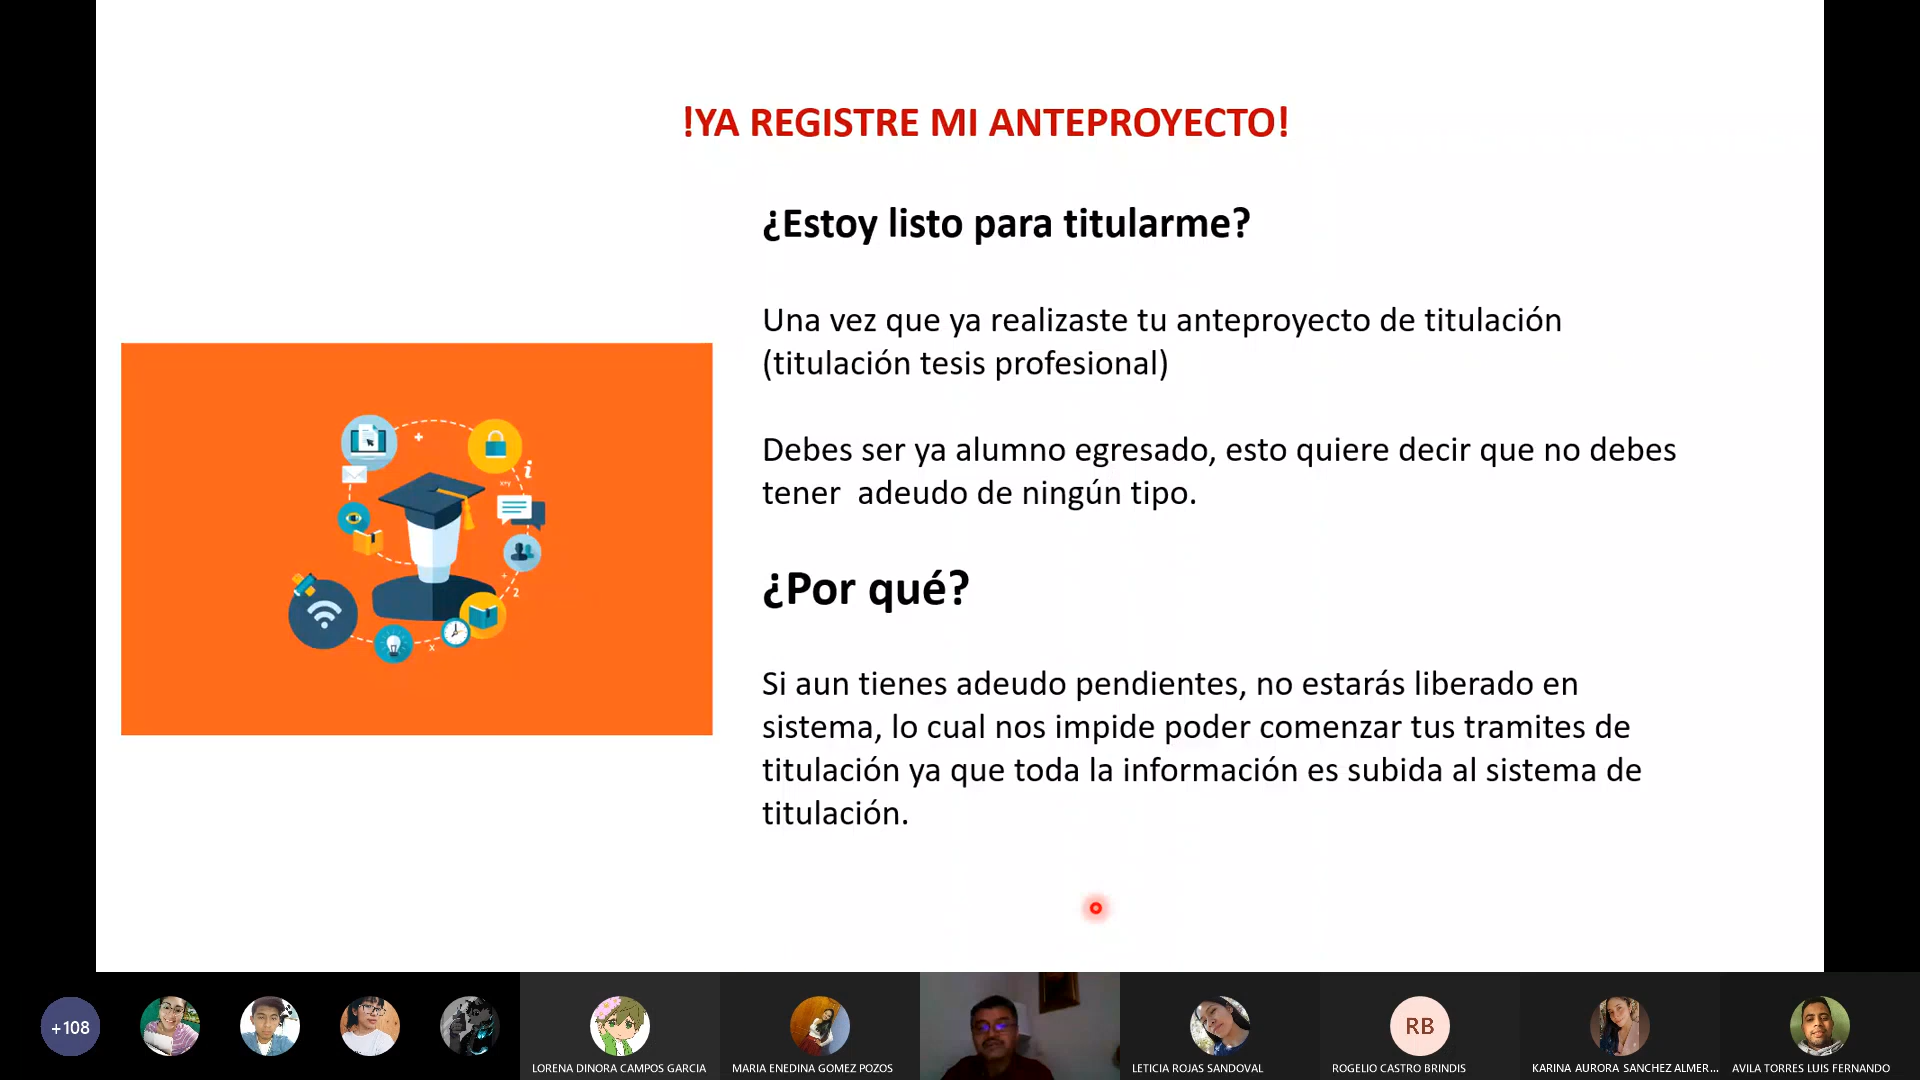 !YA REGISTRE MI ANTEPROYECTO!
¿Estoy listo para titularme?
Una vez que ya realizaste tu anteproyecto de titulación
(titulación tesis profesional)
Debes ser ya alumno egresado, esto quiere decir que no debes
tener  adeudo de ningún tipo.
¿Por qué?
Si aun tienes adeudo pendientes, no estarás liberado en
sistema, lo cual nos impide poder comenzar tus tramites de
titulación ya que toda la información es subida al sistema de
titulación.
+108
RB
LORENA DINORA CAMPOS GARCIA
MARIA ENEDINA GOMEZ POZOS
LETICIA ROJAS SANDOVAL
ROGELIO CASTRO BRINDIS
KARINA AURORA SANCHEZ ALMER...
AVILA TORRES LUIS FERNANDO